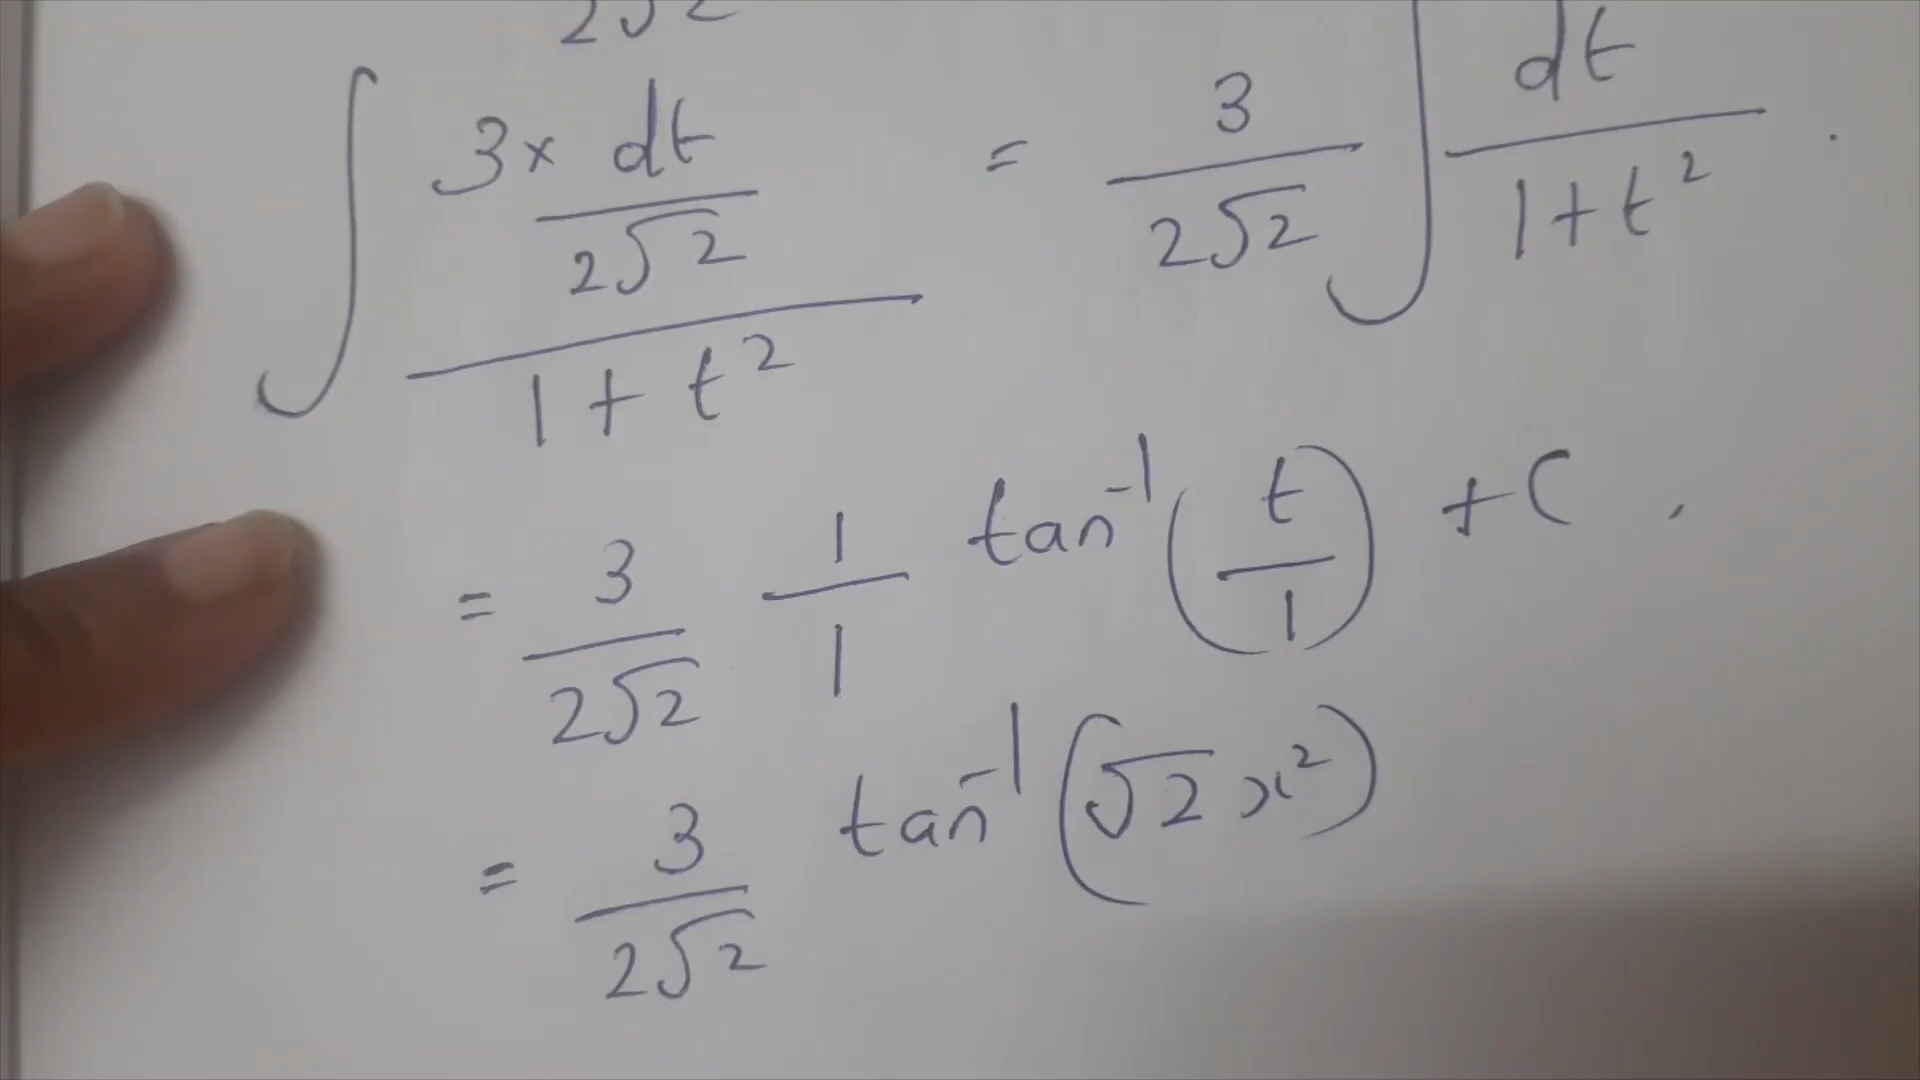 2√2
∫ (3 × dt/(2√2))/(1 + t²) = 3/(2√2) ∫ dt/(1 + t²) .
= 3/(2√2) 1/1 tan⁻¹(t/1) + C .
= 3/(2√2) tan⁻¹(√2 x²)